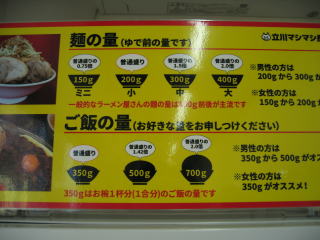 立川マシマシ
麺の量(ゆで前の量です)
普通盛りの
0.75倍
普通盛り
普通盛りの
1.5倍
普通盛りの
2.0倍
150g 200g 300g 400g
ミニ 小 中 大
※男性の方は
200gから300g
※女性の方は
150gから200g
一般的なラーメン屋さんの麺の量は 前後が主流です
ご飯の量(お好きな量をお申しつけください)
普通盛り
普通盛りの
1.42倍
普通盛りの
2.0倍
350g 500g 700g
※男性の方は
350gから500gがオス
※女性の方は
350gがオススメ!
350gはお椀1杯分(1合分)のご飯の量です